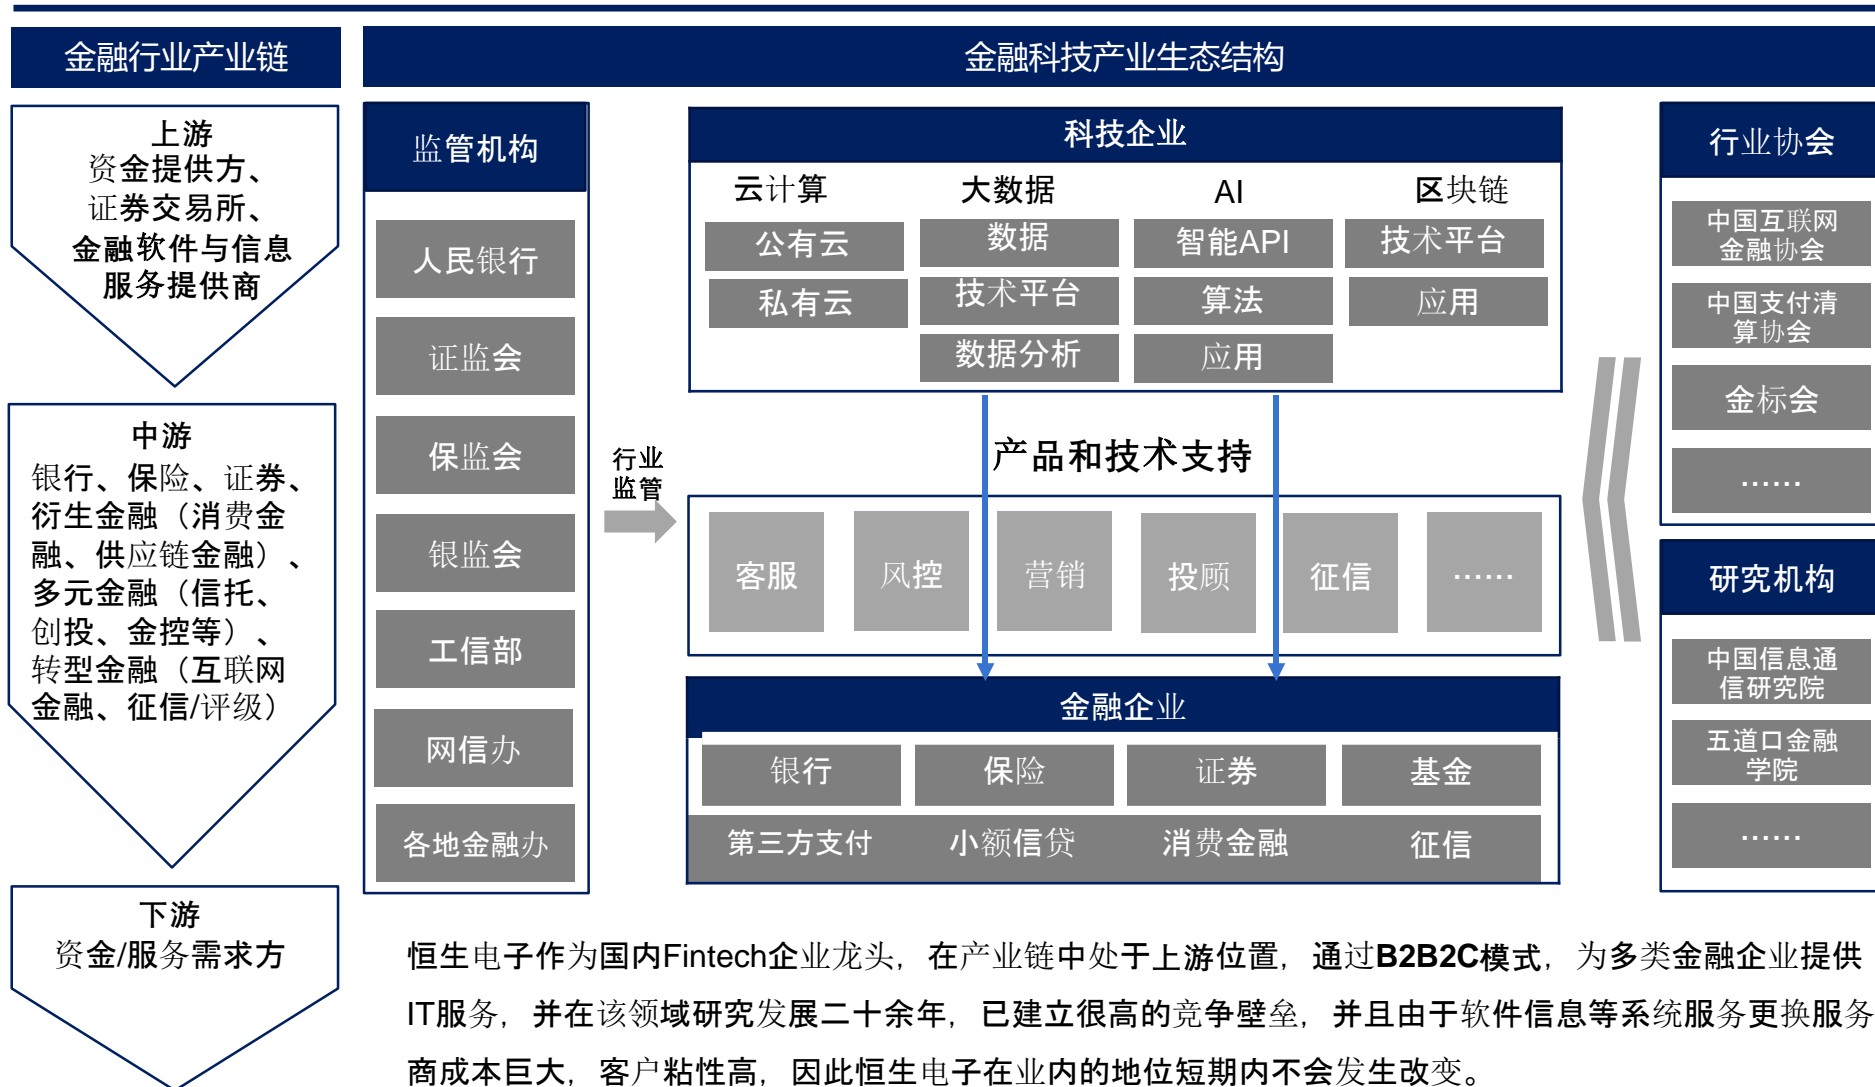 金融行业产业链
金融科技产业生态结构
上游
资金提供方、
证券交易所、
金融软件与信息
服务提供商
中游
银行、保险、证券、
衍生金融（消费金
融、供应链金融）、
多元金融（信托、
创投、金控等）、
转型金融（互联网
金融、征信/评级）
下游
资金/服务需求方
监管机构
人民银行
证监会
保监会
银监会
工信部
网信办
各地金融办
行业
监管
科技企业
云计算
大数据
AI
区块链
公有云
数据
智能API
技术平台
私有云
技术平台
算法
应用
数据分析
应用
产品和技术支持
客服
风控
营销
投顾
征信
······
金融企业
银行
保险
证券
基金
第三方支付
小额信贷
消费金融
征信
行业协会
中国互联网
金融协会
中国支付清
算协会
金标会
······
研究机构
中国信息通
信研究院
五道口金融
学院
······
恒生电子作为国内Fintech企业龙头，在产业链中处于上游位置，通过B2B2C模式，为多类金融企业提供
IT服务，并在该领域研究发展二十余年，已建立很高的竞争壁垒，并且由于软件信息等系统服务更换服务
商成本巨大，客户粘性高，因此恒生电子在业内的地位短期内不会发生改变。